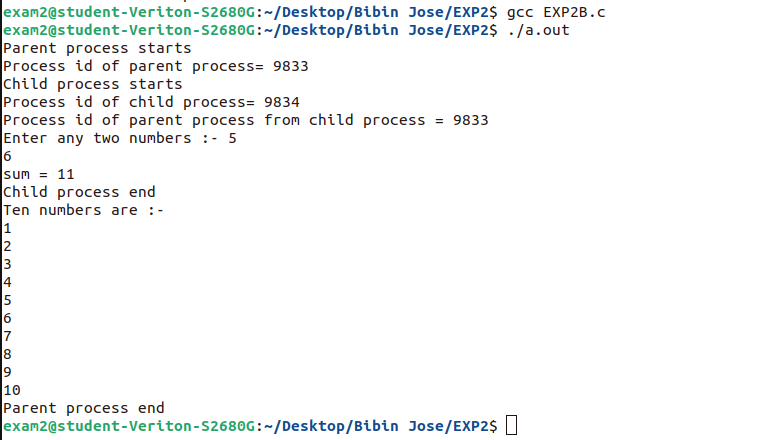 exam2@student-Veriton-S2680G:~/Desktop/Bibin Jose/EXP2$ gcc EXP2B.c
exam2@student-Veriton-S2680G:~/Desktop/Bibin Jose/EXP2$ ./a.out
Parent process starts
Process id of parent process= 9833
Child process starts
Process id of child process= 9834
Process id of parent process from child process = 9833
Enter any two numbers :- 5
6
sum = 11
Child process end
Ten numbers are :-
1
2
3
4
5
6
7
8
9
10
Parent process end
exam2@student-Veriton-S2680G:~/Desktop/Bibin Jose/EXP2$